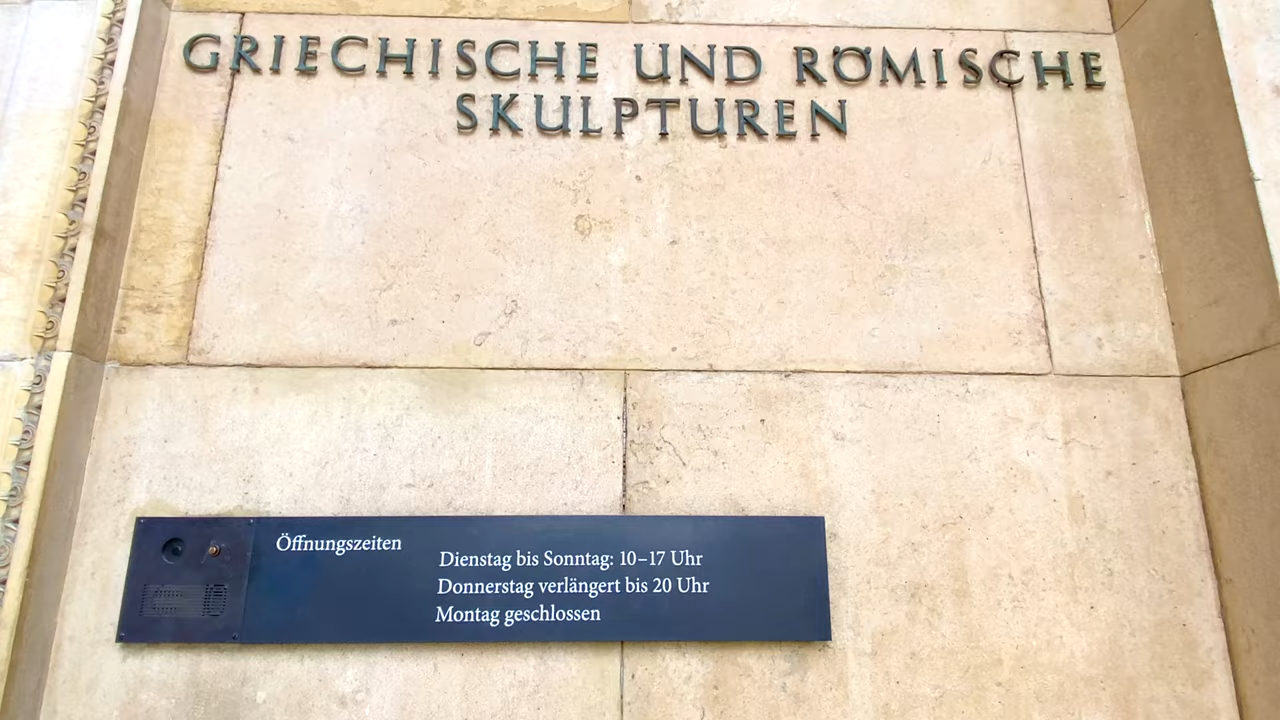 GRIECHISCHE UND RÖMISCHE
SKULPTUREN
Öffnungszeiten
Dienstag bis Sonntag: 10–17 Uhr
Donnerstag verlängert bis 20 Uhr
Montag geschlossen